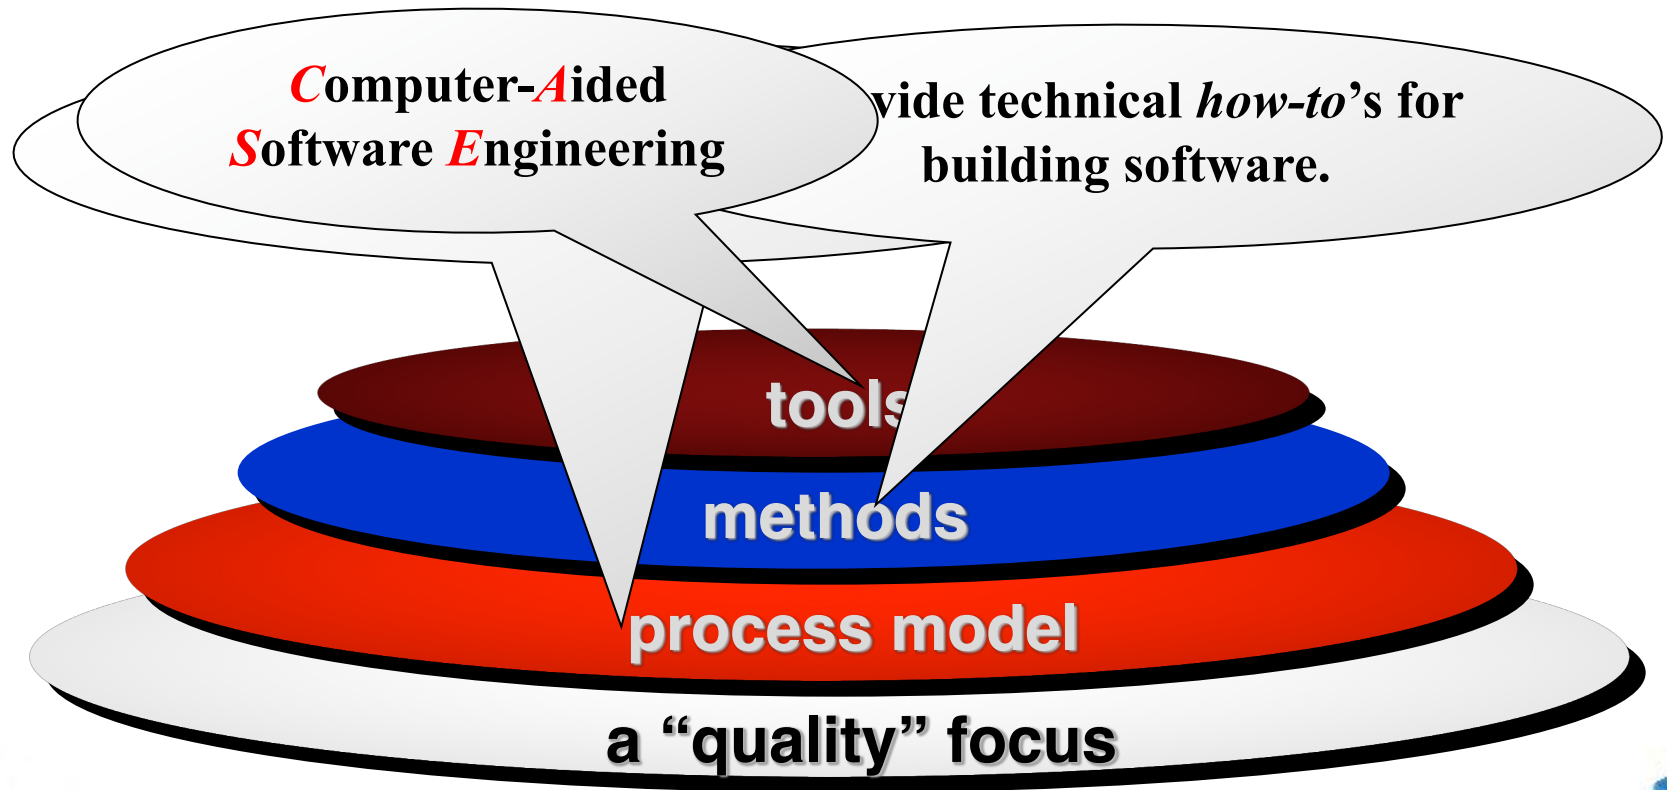 Computer-Aided
Software Engineering
vide technical how-to’s for
building software.
tools
methods
process model
a “quality” focus